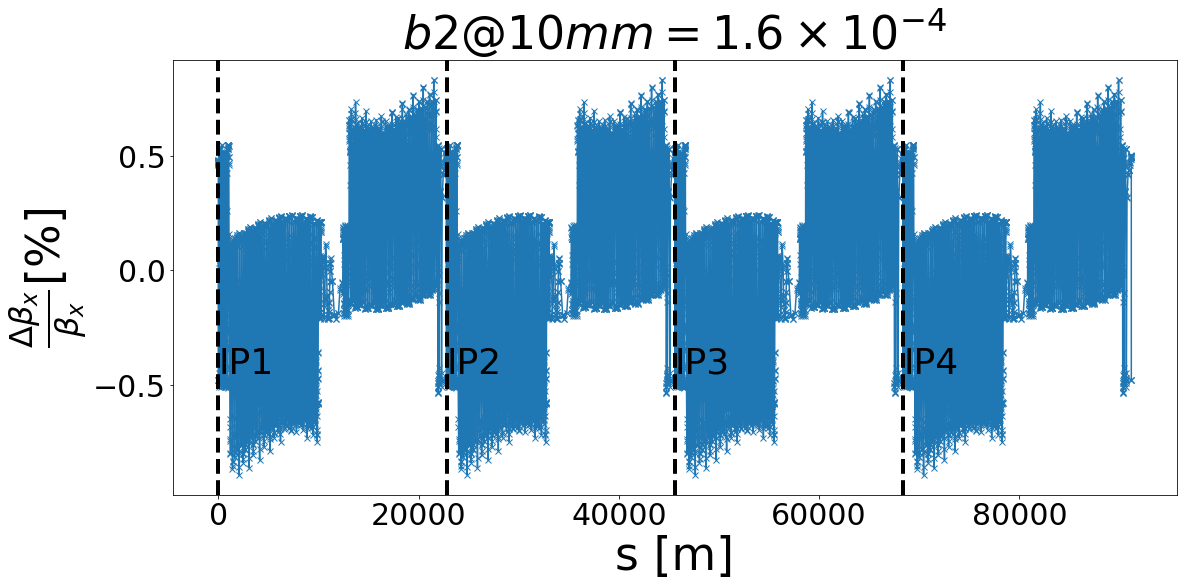 b2@10mm = 1.6 × 10⁻⁴
Δβₓ/βₓ [%]
0.5
0.0
−0.5
IP1
IP2
IP3
IP4
0
20000
40000
60000
80000
s [m]